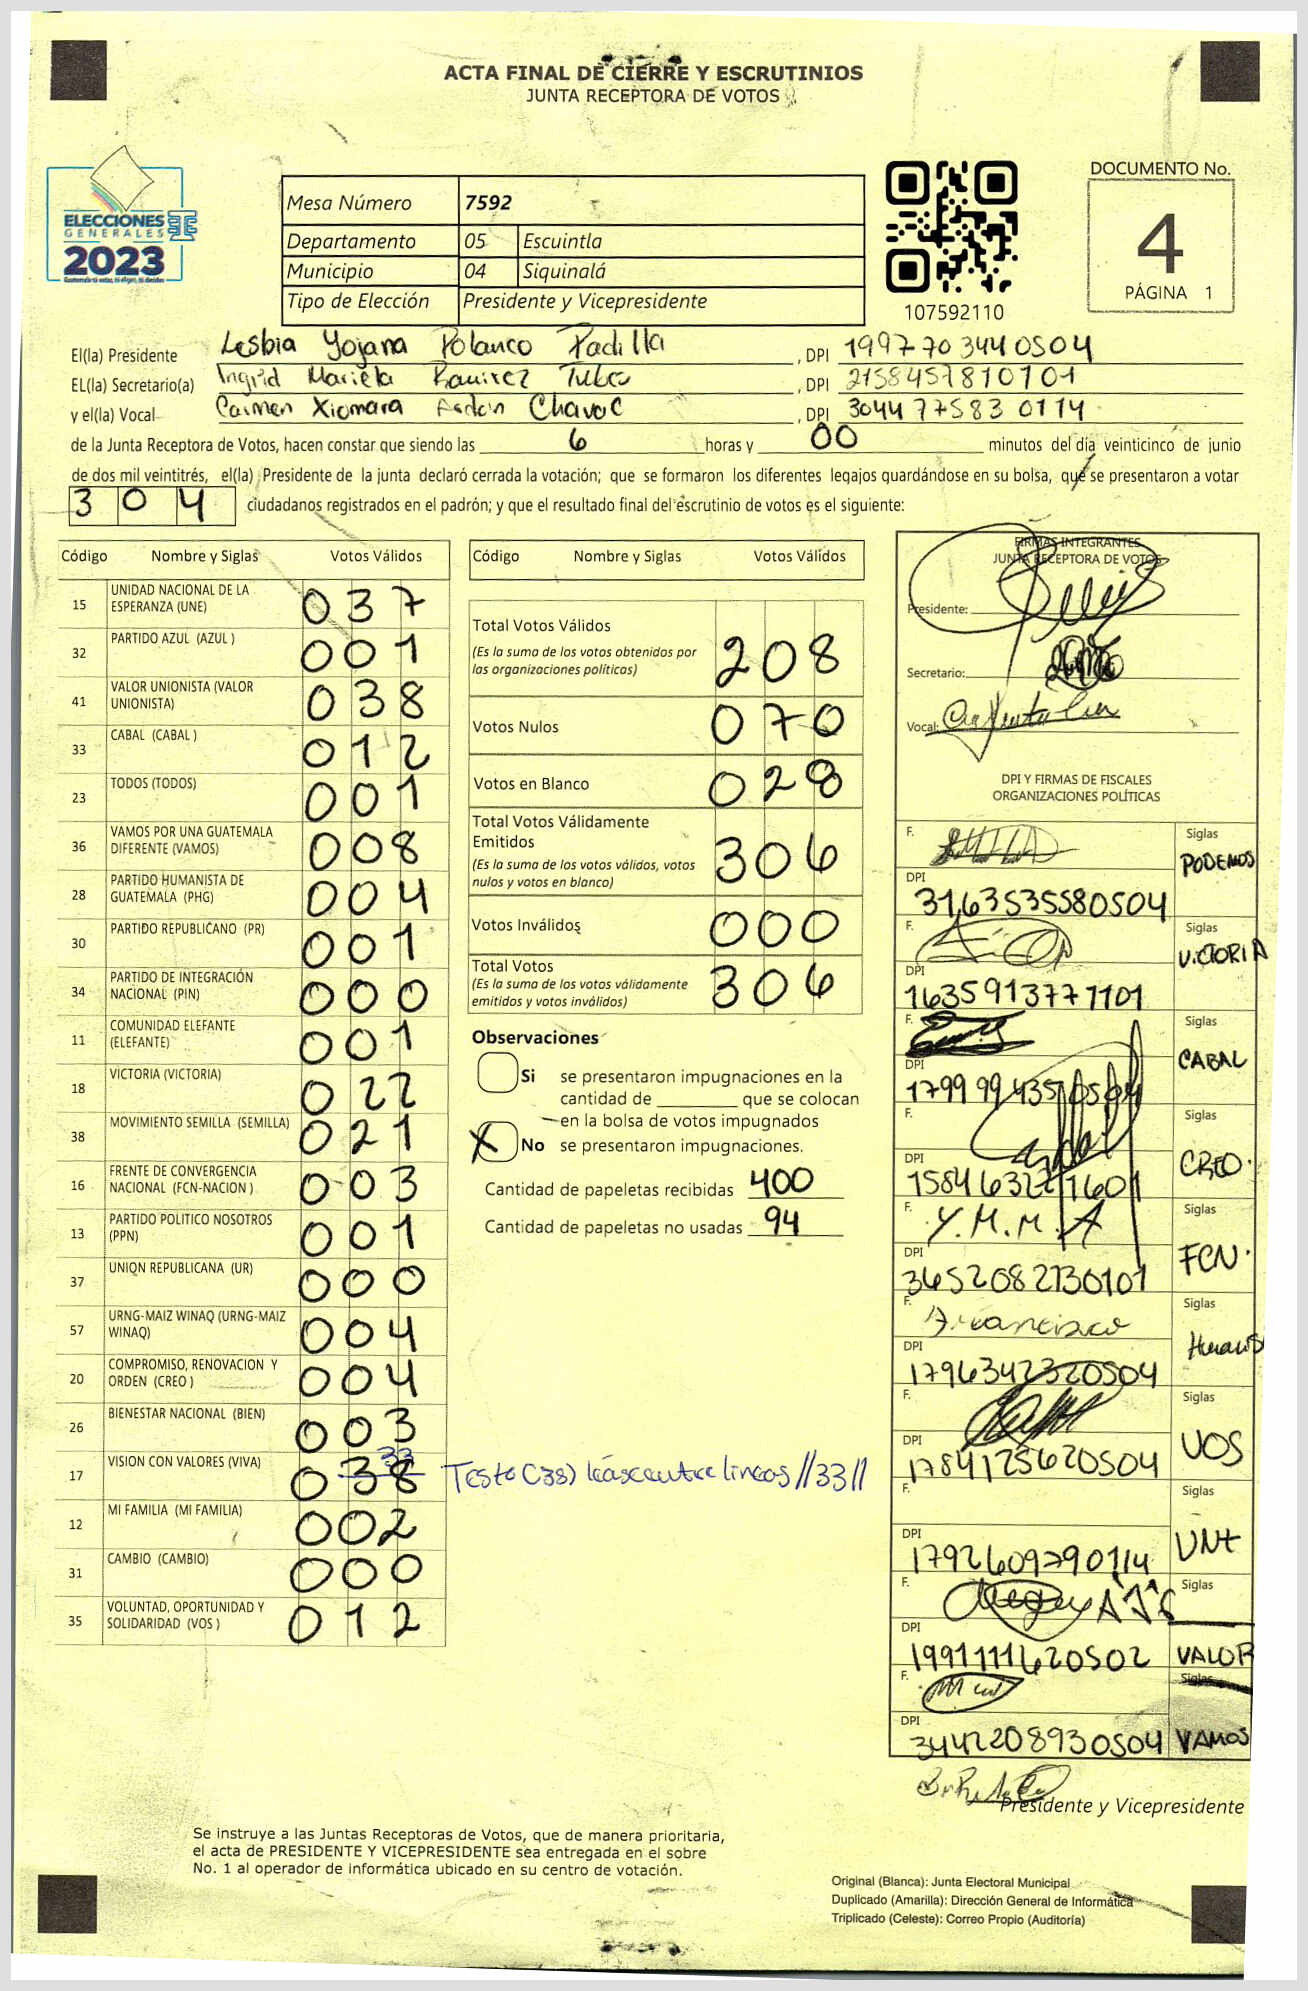 ACTA FINAL DE CIERRE Y ESCRUTINIOS
JUNTA RECEPTORA DE VOTOS
ELECCIONES
GENERALES
2023
Mesa Número 7592
Departamento 05 Escuintla
Municipio 04 Siquinalá
Tipo de Elección Presidente y Vicepresidente
107592110
DOCUMENTO No.
4
PÁGINA 1
El(la) Presidente Lesbia Yojana Polanco Padilla , DPI 1997703440504
EL(la) Secretario(a) Ingrid Mariela Ramirez , DPI 2158457810101
y el(la) Vocal Carmen Xiomara Chavac , DPI 3044775830114
de la Junta Receptora de Votos, hacen constar que siendo las 6 horas y 00 minutos del día veinticinco de junio
de dos mil veintitrés, el(la) Presidente de la junta declaró cerrada la votación; que se formaron los diferentes legajos guardándose en su bolsa, que se presentaron a votar
304 ciudadanos registrados en el padrón; y que el resultado final del escrutinio de votos es el siguiente:
Código Nombre y Siglas Votos Válidos
15 UNIDAD NACIONAL DE LA ESPERANZA (UNE) 037
32 PARTIDO AZUL (AZUL ) 001
41 VALOR UNIONISTA (VALOR UNIONISTA) 038
33 CABAL (CABAL ) 012
23 TODOS (TODOS) 001
36 VAMOS POR UNA GUATEMALA DIFERENTE (VAMOS) 008
28 PARTIDO HUMANISTA DE GUATEMALA (PHG) 004
30 PARTIDO REPUBLICANO (PR) 001
34 PARTIDO DE INTEGRACIÓN NACIONAL (PIN) 000
11 COMUNIDAD ELEFANTE (ELEFANTE) 001
18 VICTORIA (VICTORIA) 022
38 MOVIMIENTO SEMILLA (SEMILLA) 021
16 FRENTE DE CONVERGENCIA NACIONAL (FCN-NACION ) 003
13 PARTIDO POLITICO NOSOTROS (PPN) 001
37 UNION REPUBLICANA (UR) 000
57 URNG-MAIZ WINAQ (URNG-MAIZ WINAQ) 004
20 COMPROMISO, RENOVACION Y ORDEN (CREO ) 004
26 BIENESTAR NACIONAL (BIEN) 003
17 VISION CON VALORES (VIVA) 038 33
Testo (38) léase entre lineas //33//
12 MI FAMILIA (MI FAMILIA) 002
31 CAMBIO (CAMBIO) 000
35 VOLUNTAD, OPORTUNIDAD Y SOLIDARIDAD (VOS ) 012
Código Nombre y Siglas Votos Válidos
Total Votos Válidos 208
(Es la suma de los votos obtenidos por
las organizaciones políticas)
Votos Nulos 070
Votos en Blanco 028
Total Votos Válidamente
Emitidos 306
(Es la suma de los votos válidos, votos
nulos y votos en blanco)
Votos Inválidos 000
Total Votos 306
(Es la suma de los votos válidamente
emitidos y votos inválidos)
Observaciones
Si se presentaron impugnaciones en la
cantidad de ________ que se colocan
en la bolsa de votos impugnados
X No se presentaron impugnaciones.
Cantidad de papeletas recibidas 400
Cantidad de papeletas no usadas 94
FIRMAS INTEGRANTES
JUNTA RECEPTORA DE VOTOS
Presidente:
Secretario:
Vocal:
DPI Y FIRMAS DE FISCALES
ORGANIZACIONES POLÍTICAS
F. Siglas PODEMOS
DPI 3163535580504
F. Siglas VICTORIA
DPI 1635913771101
F. Siglas CABAL
DPI 1799994350504
F. Siglas CREO.
DPI
F. Y.M.M.A Siglas FCN.
DPI 3652082130101
F. Francisco Siglas
DPI 1796342320504
F. Siglas VOS
DPI 1784125620504
F. Siglas
DPI 1792609790114
F. Siglas VALOR
DPI 1991111620502
F. Siglas VAMOS
DPI 3442208930504
Presidente y Vicepresidente
Se instruye a las Juntas Receptoras de Votos, que de manera prioritaria,
el acta de PRESIDENTE Y VICEPRESIDENTE sea entregada en el sobre
No. 1 al operador de informática ubicado en su centro de votación.
Original (Blanca): Junta Electoral Municipal
Duplicado (Amarilla): Dirección General de Informática
Triplicado (Celeste): Correo Propio (Auditoría)